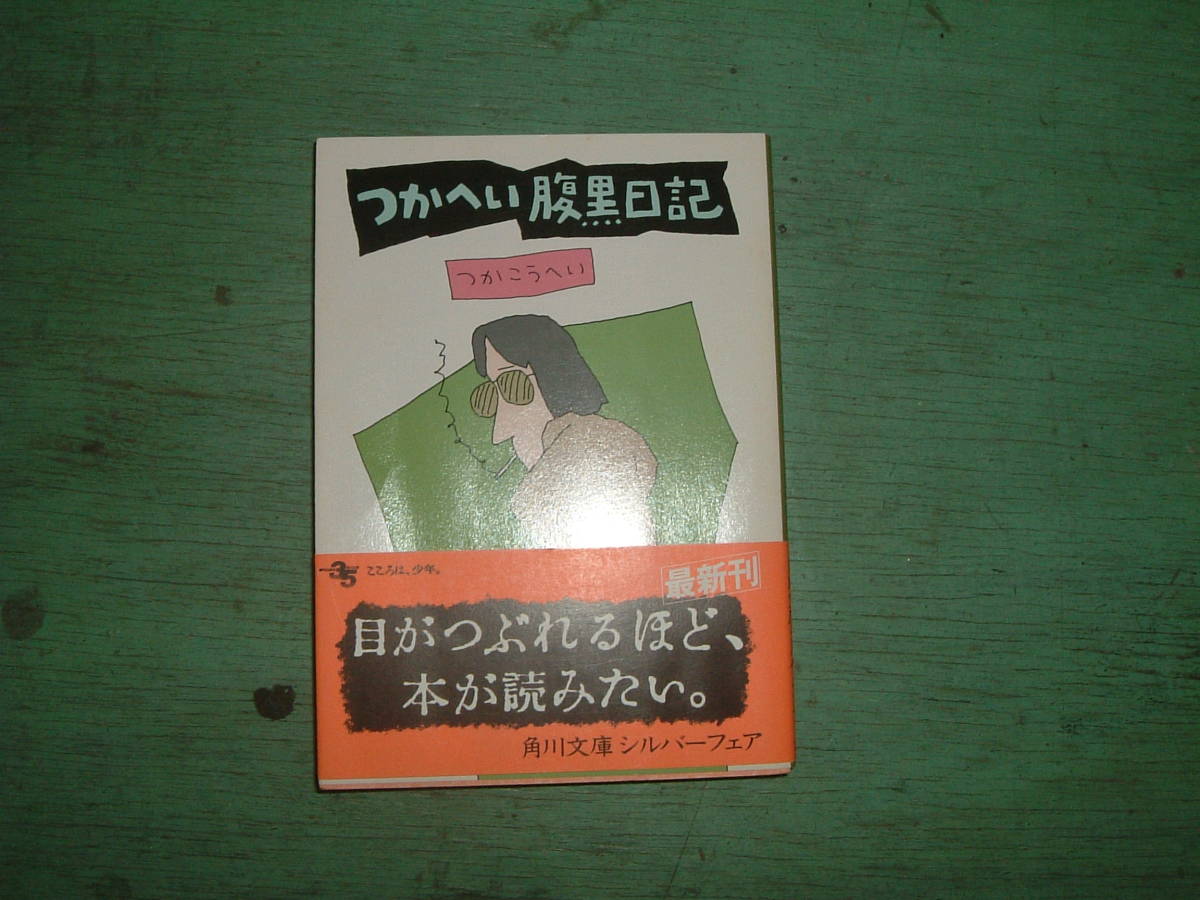 つかへい腹黒日記
つかこうへい
35 こころは、少年。
最新刊
目がつぶれるほど、
本が読みたい。
角川文庫シルバーフェア